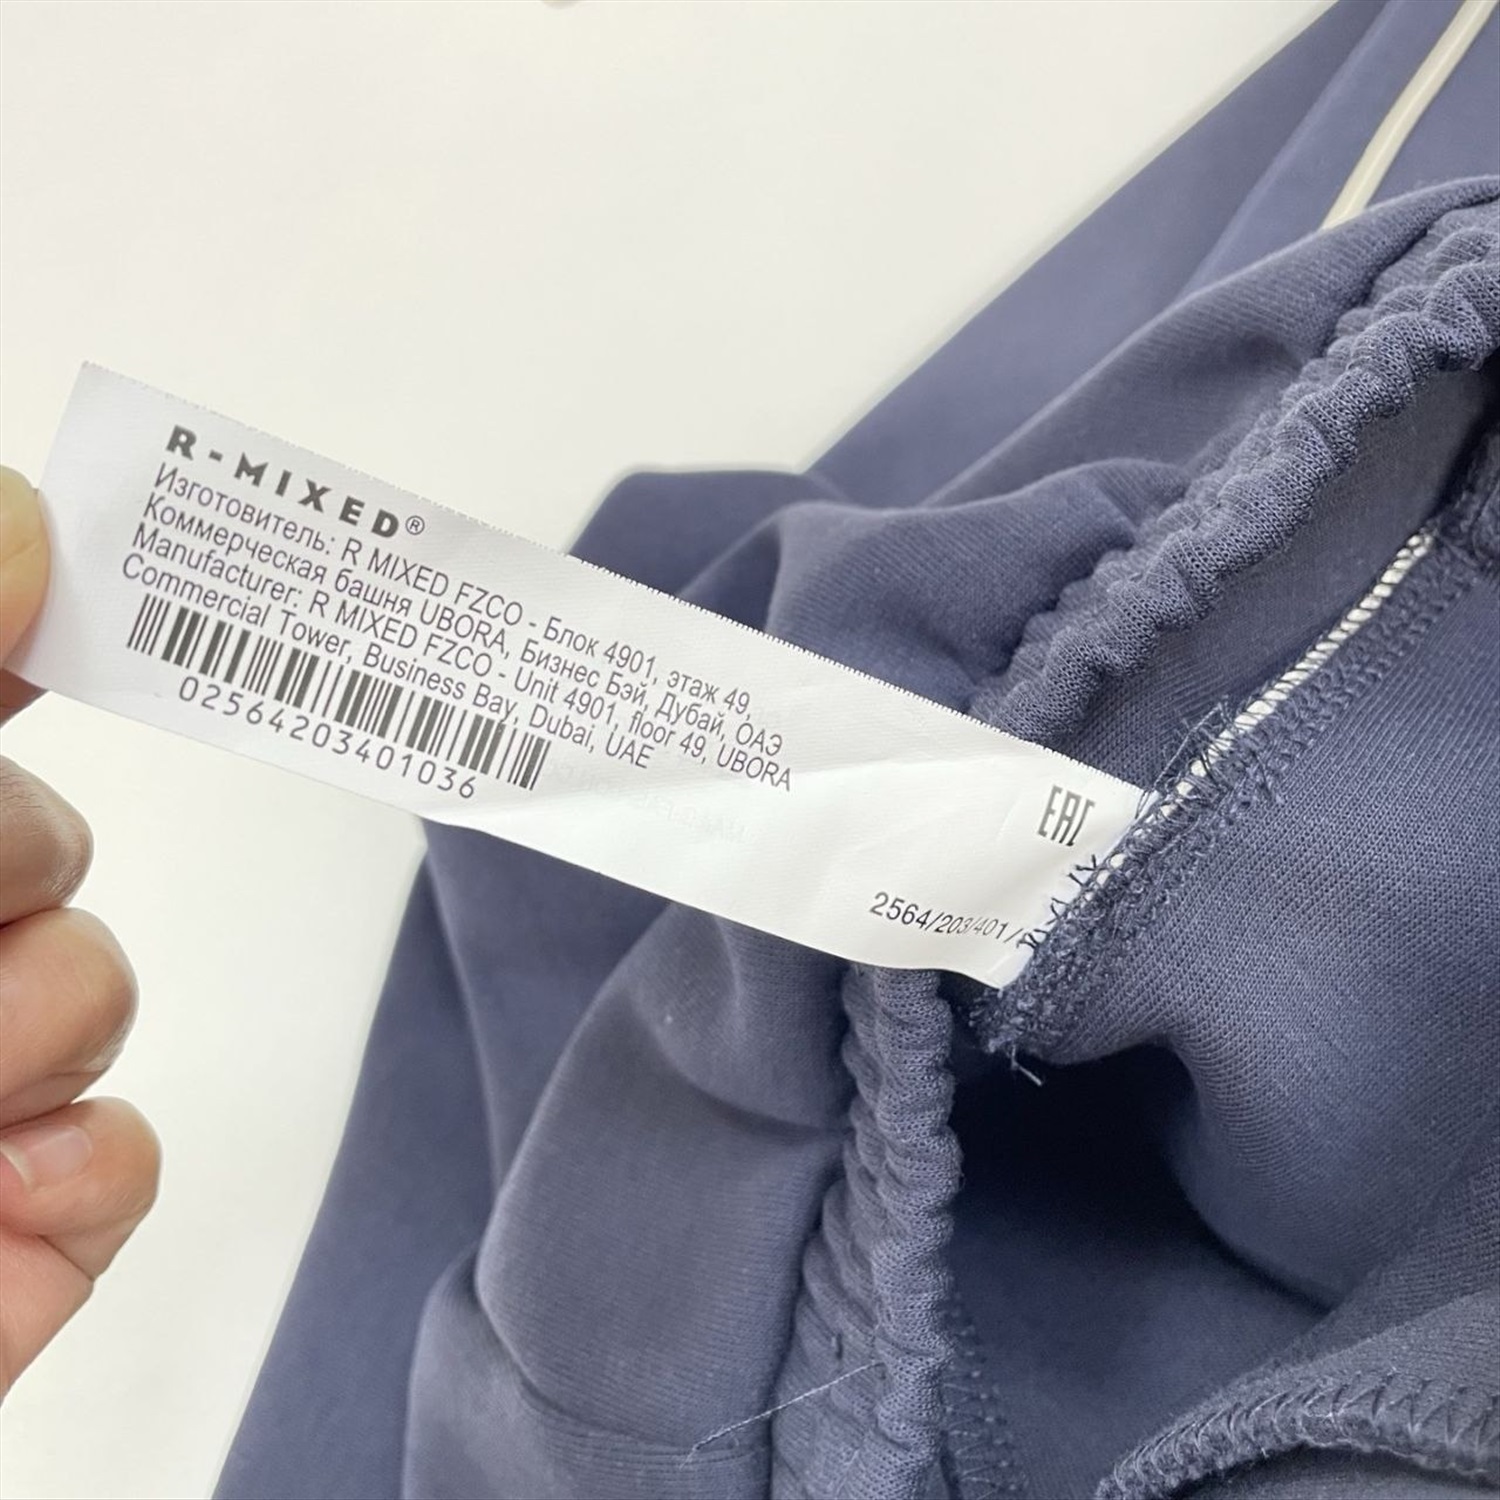 R-MIXED®
Изготовитель: R MIXED FZCO - Блок 4901, этаж 49,
Коммерческая башня UBORA, Бизнес Бэй, Дубай, ОАЭ
Manufacturer: R MIXED FZCO - Unit 4901, floor 49, UBORA
Commercial Tower, Business Bay, Dubai, UAE
02564203401036
EAC
2564/203/401/